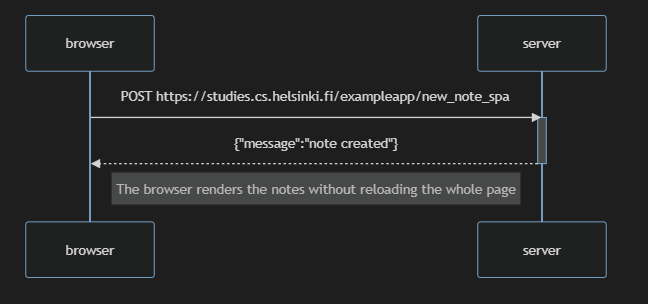 browser server
POST https://studies.cs.helsinki.fi/exampleapp/new_note_spa
{"message":"note created"}
The browser renders the notes without reloading the whole page
browser server